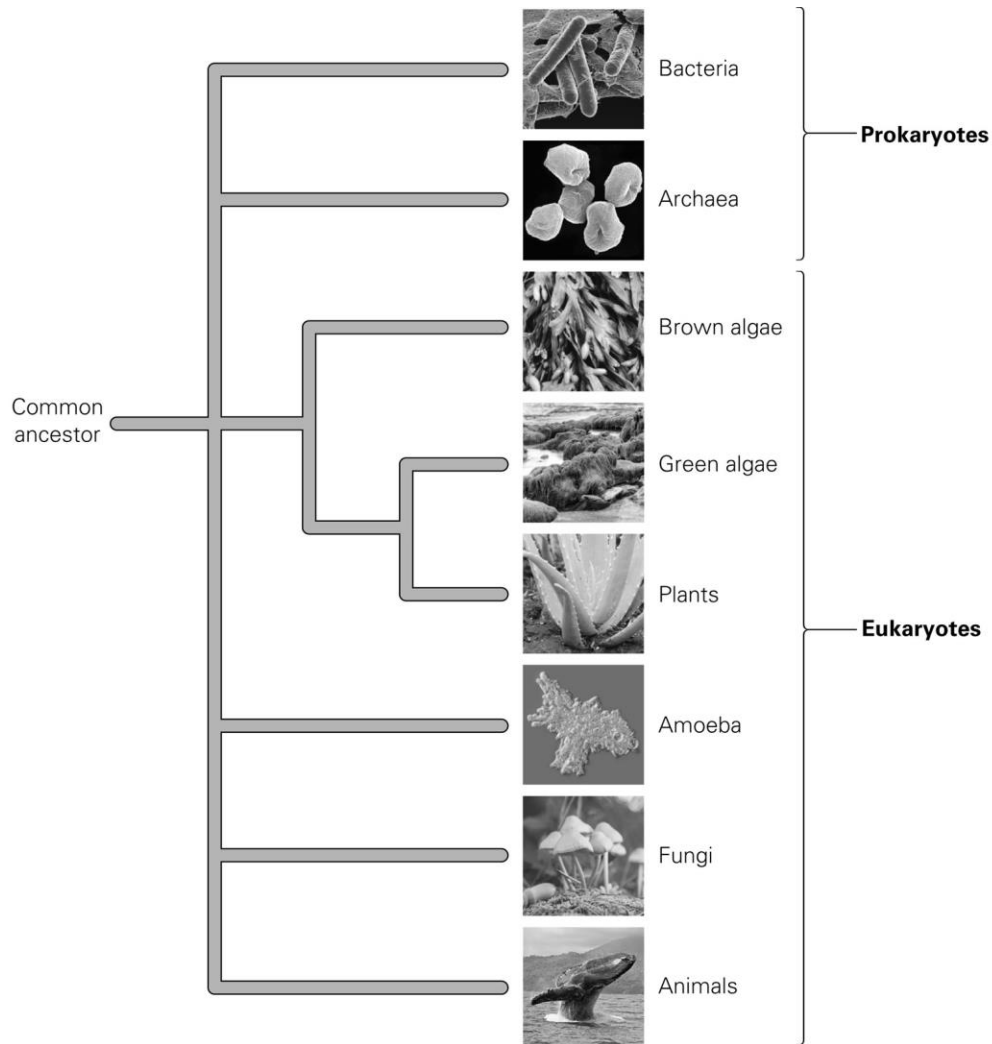 Bacteria
Prokaryotes
Archaea
Brown algae
Common
ancestor
Green algae
Plants
Eukaryotes
Amoeba
Fungi
Animals